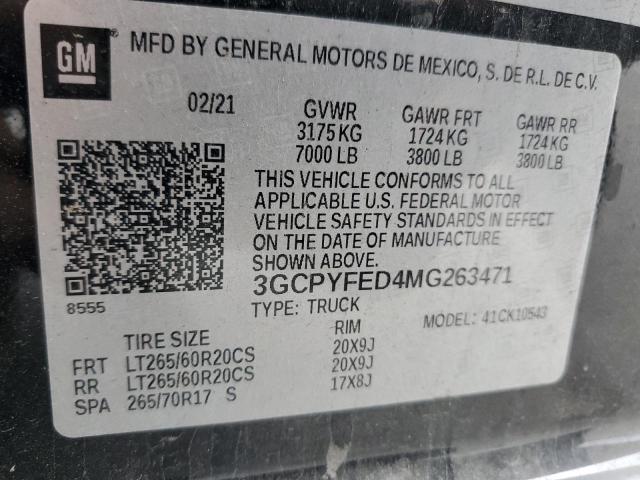 GM
MFD BY GENERAL MOTORS DE MEXICO, S. DE R.L. DE C.V.
02/21 GVWR GAWR FRT GAWR RR
3175 KG 1724 KG 1724 KG
7000 LB 3800 LB 3800 LB
THIS VEHICLE CONFORMS TO ALL
APPLICABLE U.S. FEDERAL MOTOR
VEHICLE SAFETY STANDARDS IN EFFECT
ON THE DATE OF MANUFACTURE.
8555
3GCPYFED4MG263471
TYPE: TRUCK MODEL: 41CK10543
TIRE SIZE RIM
FRT LT265/60R20CS 20X9J
RR LT265/60R20CS 20X9J
SPA 265/70R17 S 17X8J